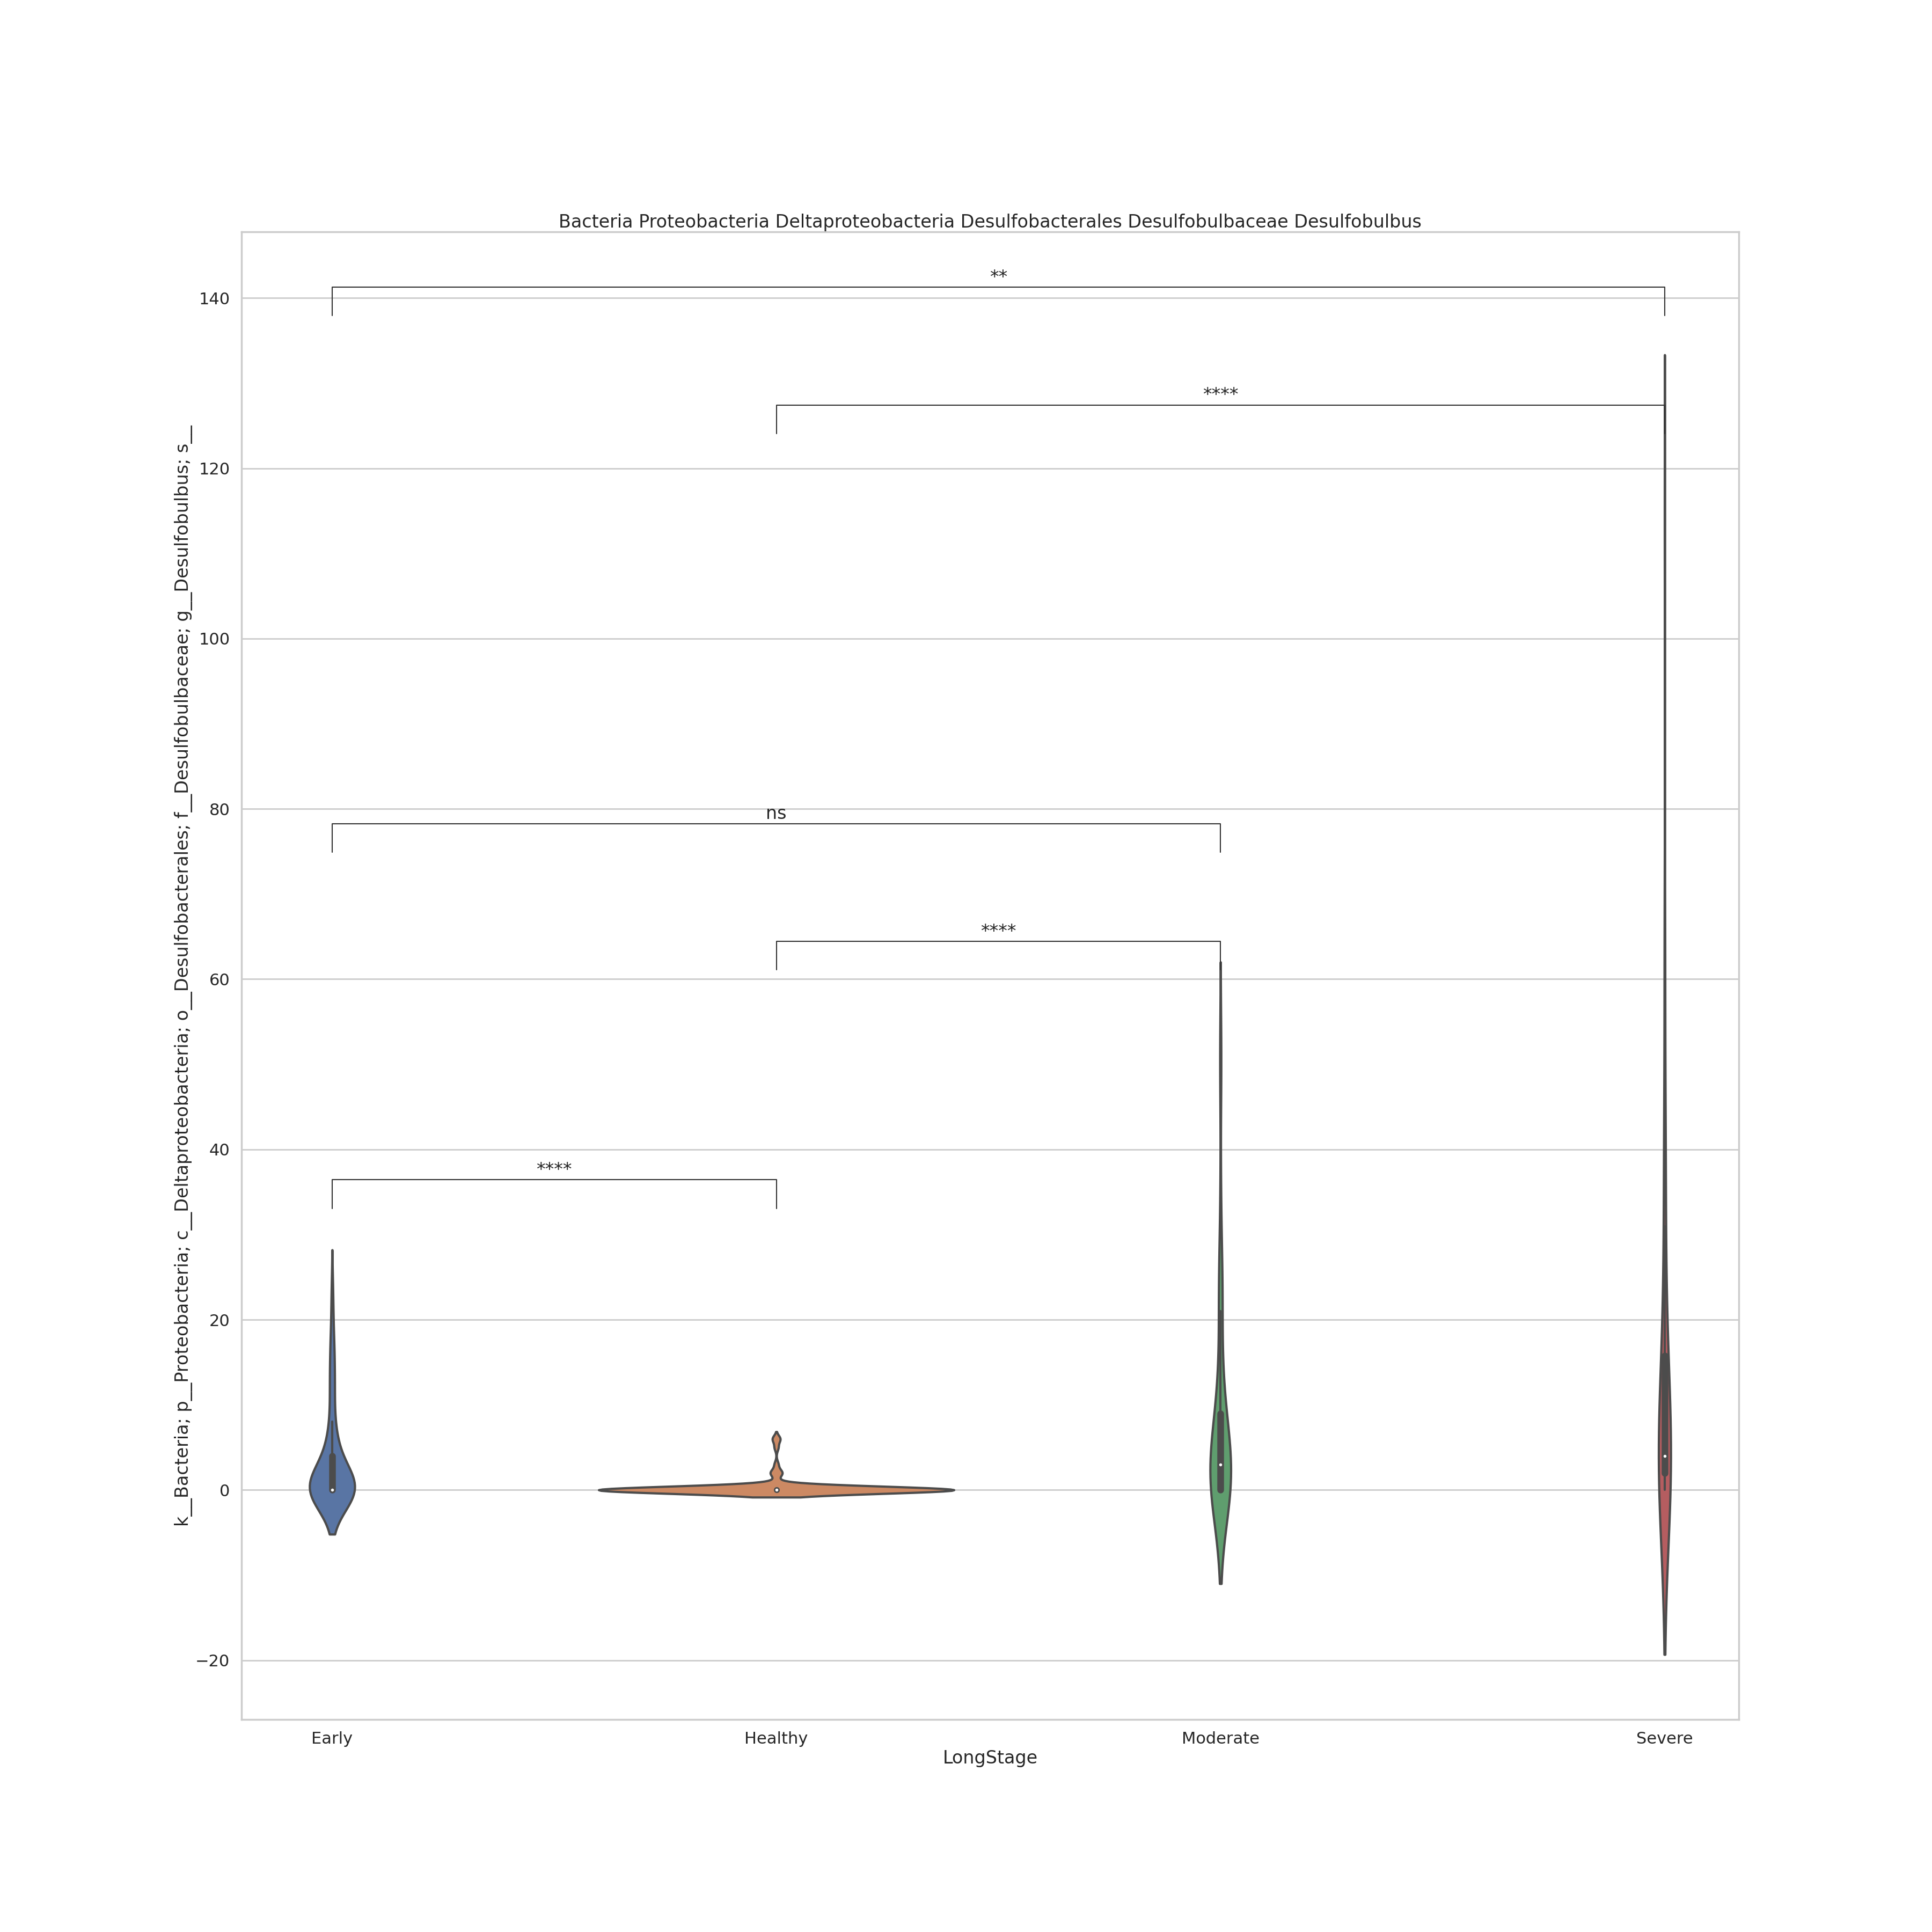 Bacteria Proteobacteria Deltaproteobacteria Desulfobacterales Desulfobulbaceae Desulfobulbus
k__Bacteria; p__Proteobacteria; c__Deltaproteobacteria; o__Desulfobacterales; f__Desulfobulbaceae; g__Desulfobulbus; s__
140
120
100
80
60
40
20
0
−20
**
****
ns
****
****
Early
Healthy
Moderate
Severe
LongStage